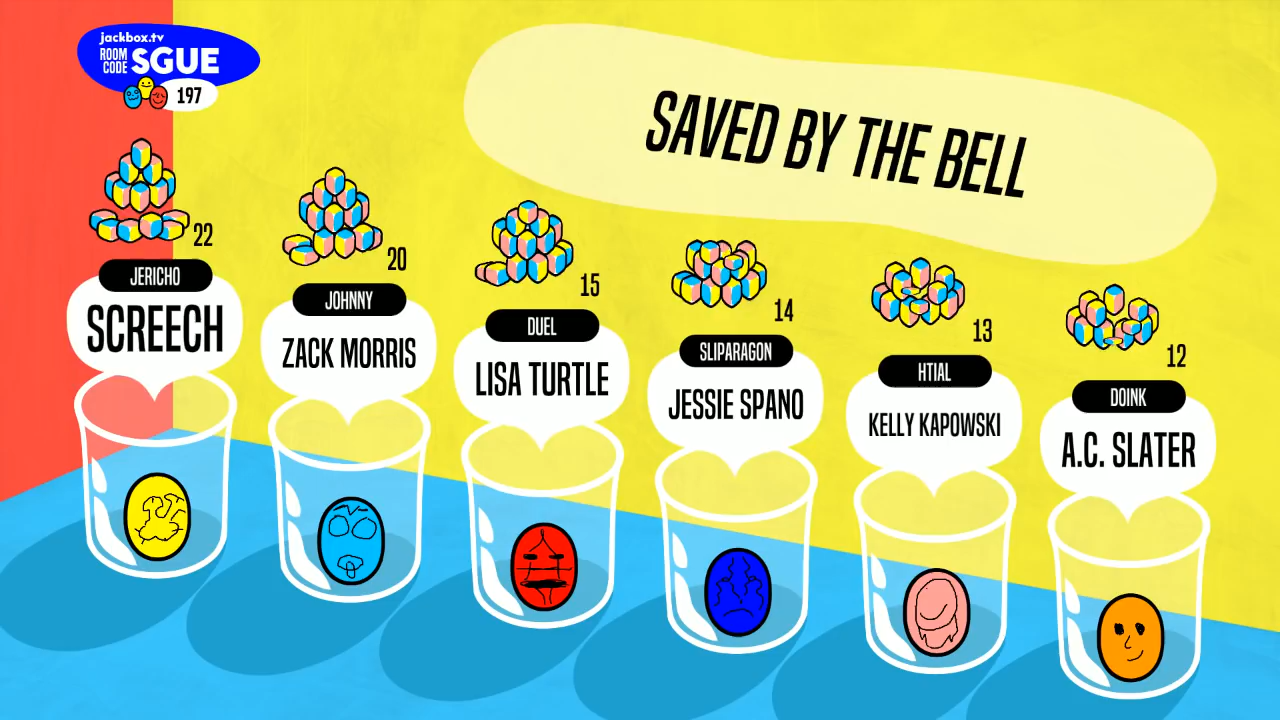 jackbox.tv
ROOM CODE SGUE
197
SAVED BY THE BELL
22
JERICHO
SCREECH
20
JOHNNY
ZACK MORRIS
15
DUEL
LISA TURTLE
14
SLIPARAGON
JESSIE SPANO
13
HTIAL
KELLY KAPOWSKI
12
DOINK
A.C. SLATER